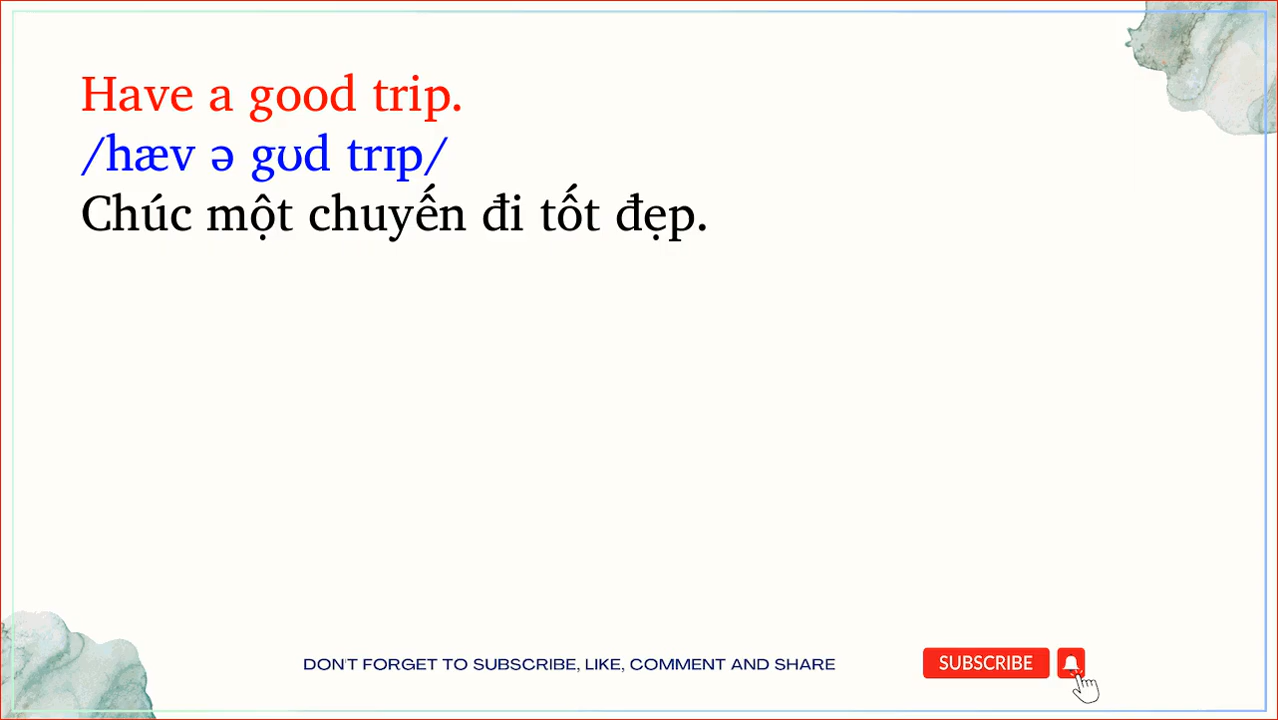 Have a good trip.
/hæv ə gʊd trɪp/
Chúc một chuyến đi tốt đẹp.
DON'T FORGET TO SUBSCRIBE, LIKE, COMMENT AND SHARE
SUBSCRIBE